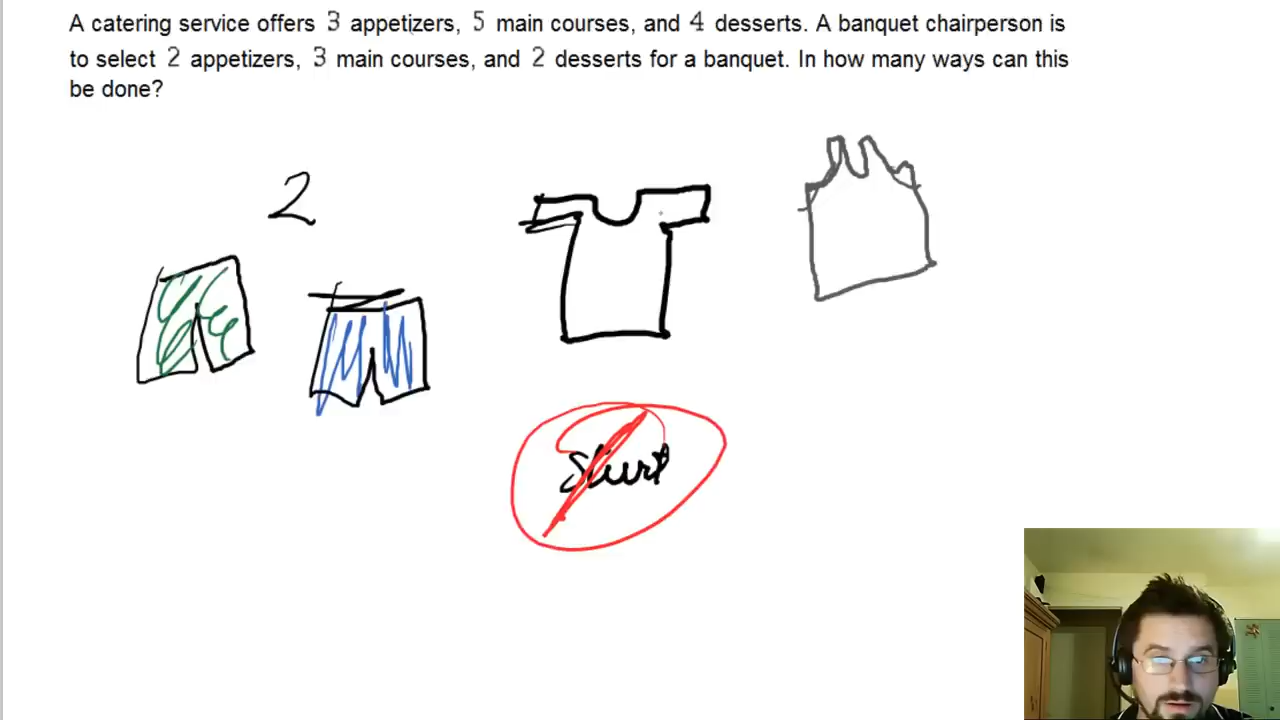 A catering service offers 3 appetizers, 5 main courses, and 4 desserts. A banquet chairperson is
to select 2 appetizers, 3 main courses, and 2 desserts for a banquet. In how many ways can this
be done?
2